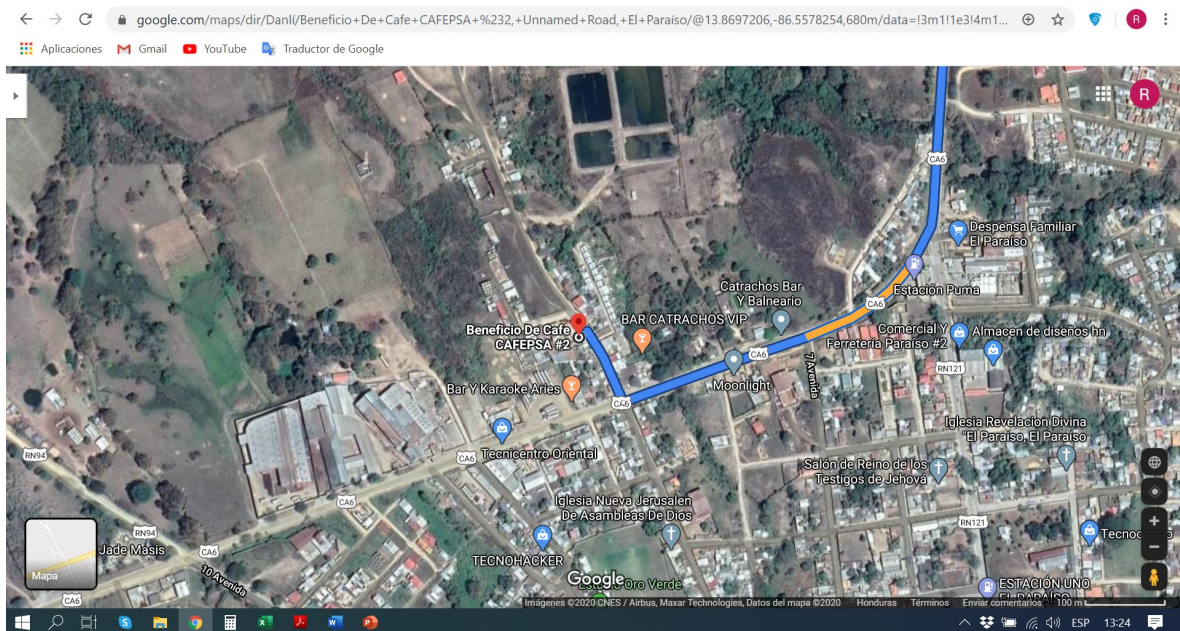 google.com/maps/dir/Danlí/Beneficio+De+Cafe+CAFEPSA+%232,+Unnamed+Road,+El+Paraíso/@13.8697206,-86.5578254,680m/data=!3m1!1e3!4m1...
R
Aplicaciones
Gmail
YouTube
Traductor de Google
R
CA6
Despensa Familiar
El Paraíso
Estación Puma
Catrachos Bar
Y Balneario
CA6
BAR CATRACHOS VIP
Beneficio De Cafe
CAFEPSA #2
Comercial Y
Ferretería Paraíso #2
Almacen de diseños hn
CA6
RN121
Moonlight
7 Avenida
Bar Y Karaoke Aries
CA6
Iglesia Revelacion Divina
"El Paraiso, El Paraiso
Tecnicentro Oriental
CA6
RN94
Salón de Reino de los
Testigos de Jehová
CA6
Iglesia Nueva Jerusalen
De Asambleas De Dios
RN121
RN94
Jade Masis
CA6
TECNOHACKER
10 Avenida
Mapa
Google
Oro Verde
ESTACIÓN UNO
EL PARAÍSO
CA6
Imágenes ©2020 CNES / Airbus, Maxar Technologies, Datos del mapa ©2020
Honduras
Términos
Enviar comentarios
100 m
ESP
13:24